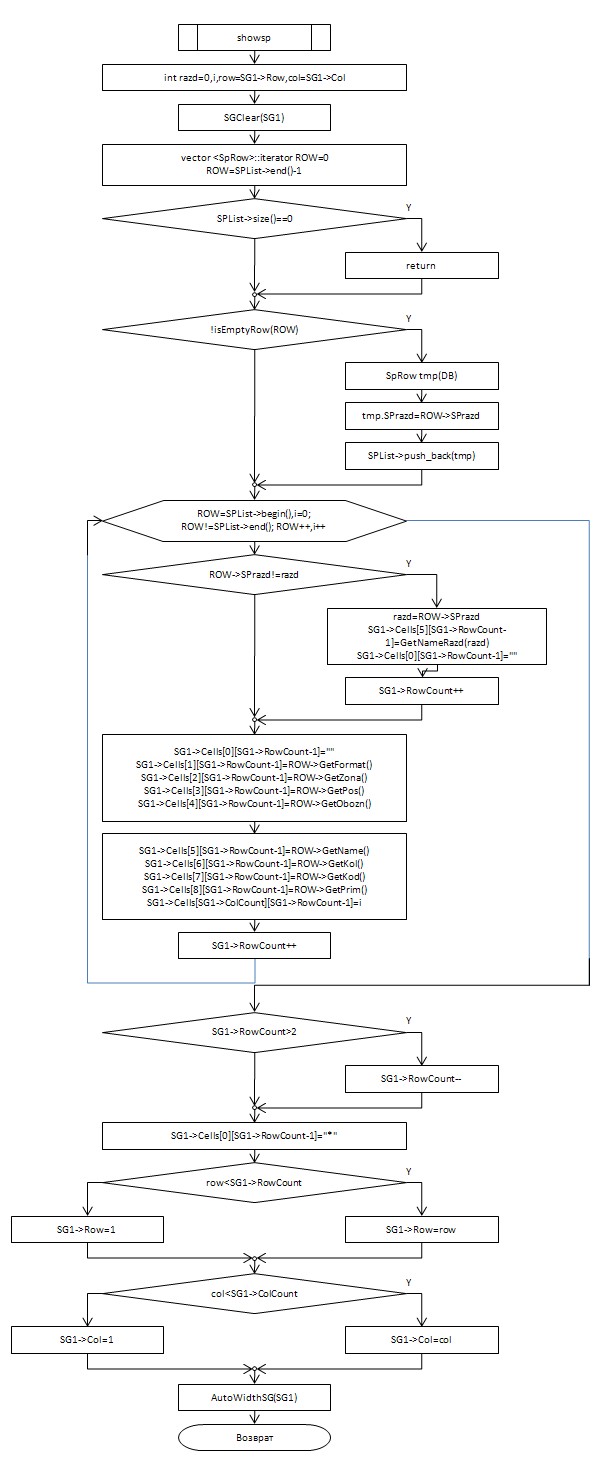 showsp
int razd=0,i,row=SG1->Row,col=SG1->Col
SGClear(SG1)
vector <SpRow>::iterator ROW=0
ROW=SPList->end()-1
SPList->size()==0
Y
return
!isEmptyRow(ROW)
Y
SpRow tmp(DB)
tmp.SPrazd=ROW->SPrazd
SPList->push_back(tmp)
ROW=SPList->begin(),i=0;
ROW!=SPList->end(); ROW++,i++
ROW->SPrazd!=razd
Y
razd=ROW->SPrazd
SG1->Cells[5][SG1->RowCount-
1]=GetNameRazd(razd)
SG1->Cells[0][SG1->RowCount-1]=""
SG1->RowCount++
SG1->Cells[0][SG1->RowCount-1]=""
SG1->Cells[1][SG1->RowCount-1]=ROW->GetFormat()
SG1->Cells[2][SG1->RowCount-1]=ROW->GetZona()
SG1->Cells[3][SG1->RowCount-1]=ROW->GetPos()
SG1->Cells[4][SG1->RowCount-1]=ROW->GetObozn()
SG1->Cells[5][SG1->RowCount-1]=ROW->GetName()
SG1->Cells[6][SG1->RowCount-1]=ROW->GetKol()
SG1->Cells[7][SG1->RowCount-1]=ROW->GetKod()
SG1->Cells[8][SG1->RowCount-1]=ROW->GetPrim()
SG1->Cells[SG1->ColCount][SG1->RowCount-1]=i
SG1->RowCount++
SG1->RowCount>2
Y
SG1->RowCount--
SG1->Cells[0][SG1->RowCount-1]="*"
row<SG1->RowCount
Y
SG1->Row=1
SG1->Row=row
col<SG1->ColCount
Y
SG1->Col=1
SG1->Col=col
AutoWidthSG(SG1)
Возврат